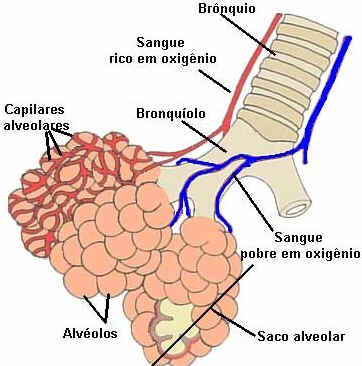 Brônquio
Sangue
rico em oxigênio
Capilares
alveolares
Bronquíolo
Sangue
pobre em oxigênio
Alvéolos
Saco alveolar